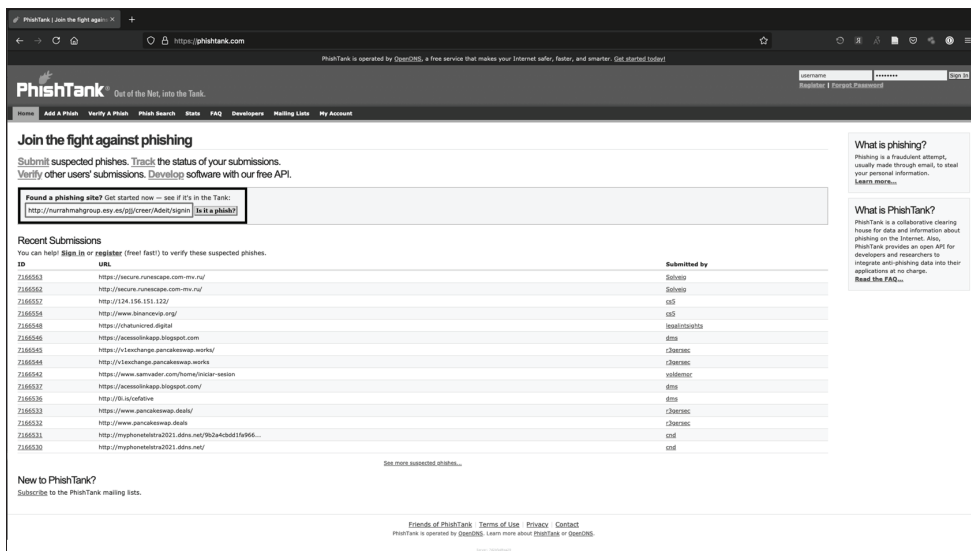 PhishTank | Join the fight again
https://phishtank.com
PhishTank is operated by OpenDNS, a free service that makes your Internet safer, faster, and smarter. Get started today!
PhishTank® Out of the Net, into the Tank.
username •••••••• Sign In
Register | Forgot Password
Home Add A Phish Verify A Phish Phish Search Stats FAQ Developers Mailing Lists My Account
Join the fight against phishing
Submit suspected phishes. Track the status of your submissions.
Verify other users' submissions. Develop software with our free API.
Found a phishing site? Get started now — see if it's in the Tank:
http://nurrahmahgroup.esy.es/pjj/creer/Adeit/signin Is it a phish?
Recent Submissions
You can help! Sign in or register (free! fast!) to verify these suspected phishes.
ID URL Submitted by
7166563 https://secure.runescape.com-mv.ru/ Solveig
7166562 http://secure.runescape.com-mv.ru/ Solveig
7166557 http://124.156.151.122/ cs5
7166554 http://www.binancevip.org/ cs5
7166548 https://chatunicred.digital legalintsights
7166546 https://acessolinkapp.blogspot.com dms
7166545 https://v1exchange.pancakeswap.works/ r3gersec
7166544 http://v1exchange.pancakeswap.works r3gersec
7166542 https://www.samvader.com/home/iniciar-sesion voldemor
7166537 https://acessolinkapp.blogspot.com/ dms
7166536 http://0i.is/cefative dms
7166533 https://www.pancakeswap.deals/ r3gersec
7166532 http://www.pancakeswap.deals r3gersec
7166531 http://myphonetelstra2021.ddns.net/9b2a4cbdd1fa966... cnd
7166530 http://myphonetelstra2021.ddns.net/ cnd
See more suspected phishes...
New to PhishTank?
Subscribe to the PhishTank mailing lists.
What is phishing?
Phishing is a fraudulent attempt,
usually made through email, to steal
your personal information.
Learn more...
What is PhishTank?
PhishTank is a collaborative clearing
house for data and information about
phishing on the Internet. Also,
PhishTank provides an open API for
developers and researchers to
integrate anti-phishing data into their
applications at no charge.
Read the FAQ...
Friends of PhishTank | Terms of Use | Privacy | Contact
PhishTank is operated by OpenDNS. Learn more about PhishTank or OpenDNS.